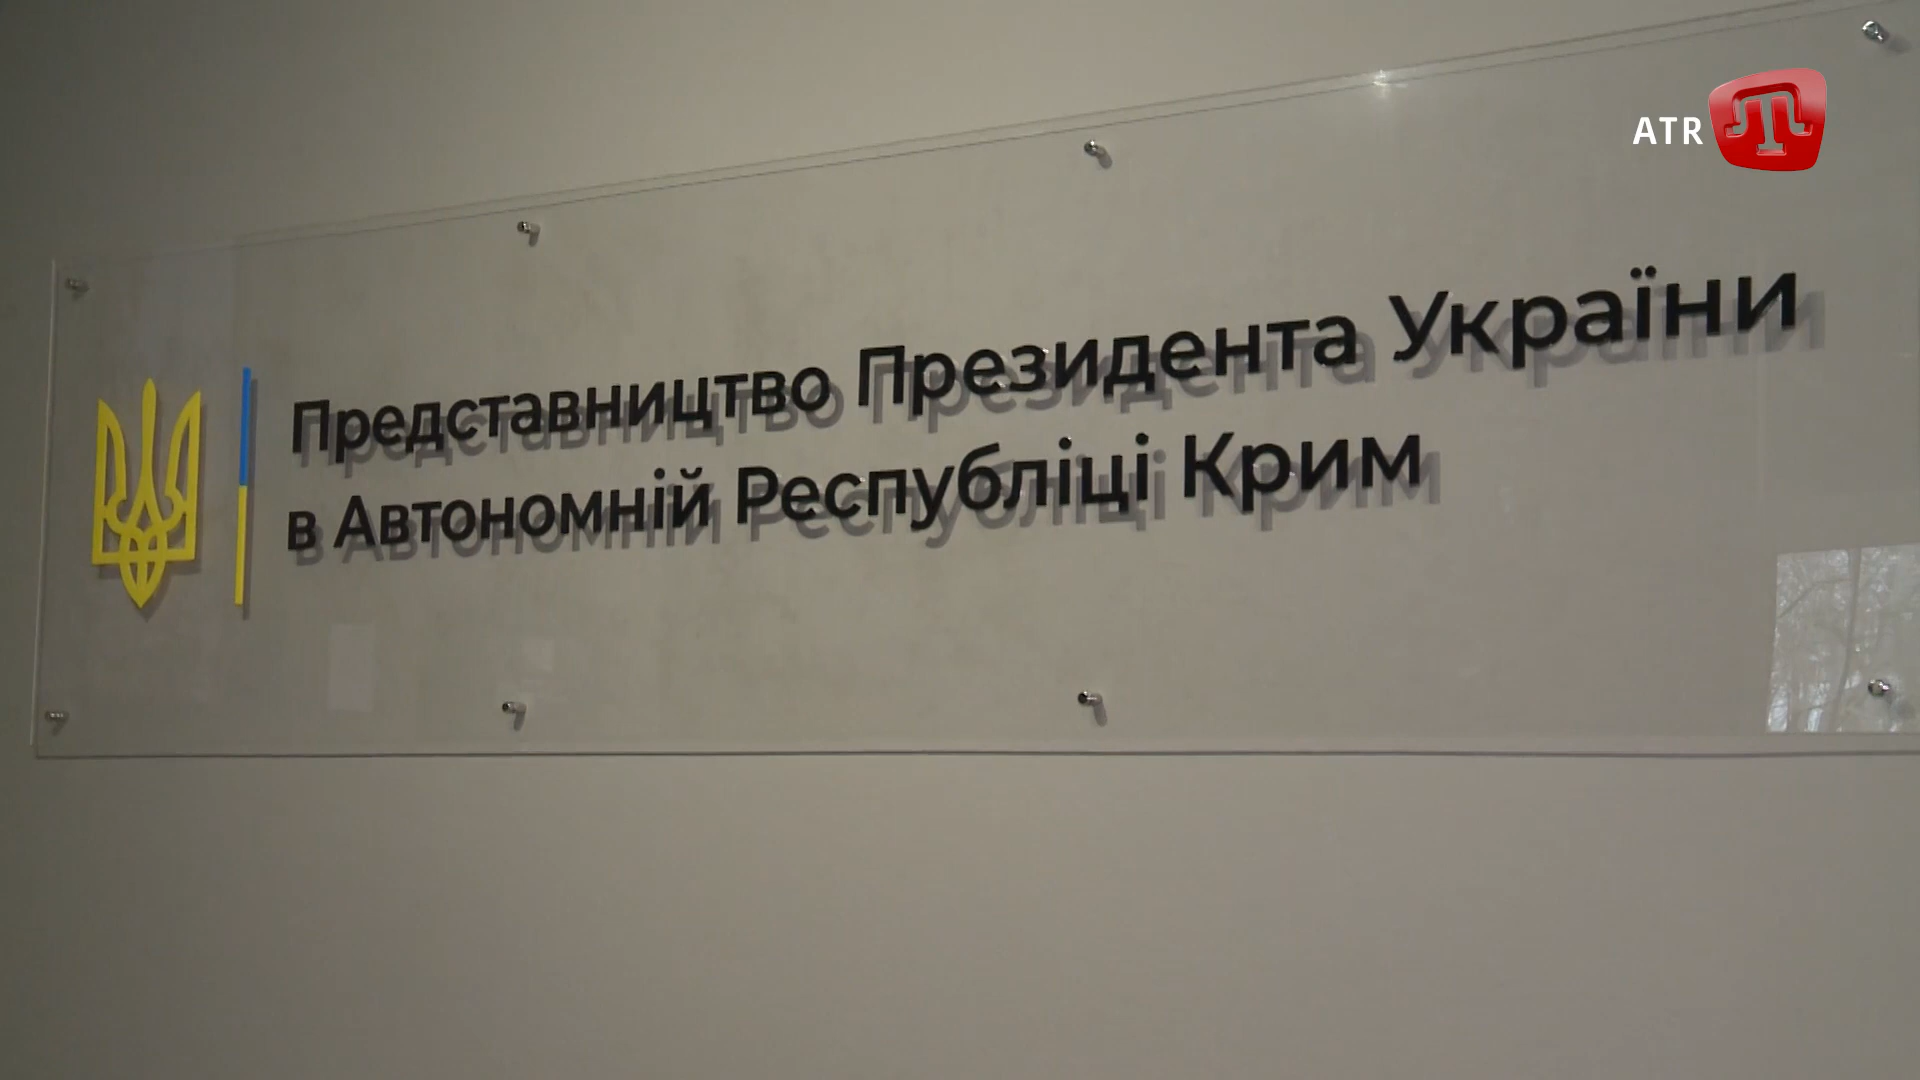 ATR
Представництво Президента України
в Автономній Республіці Крим